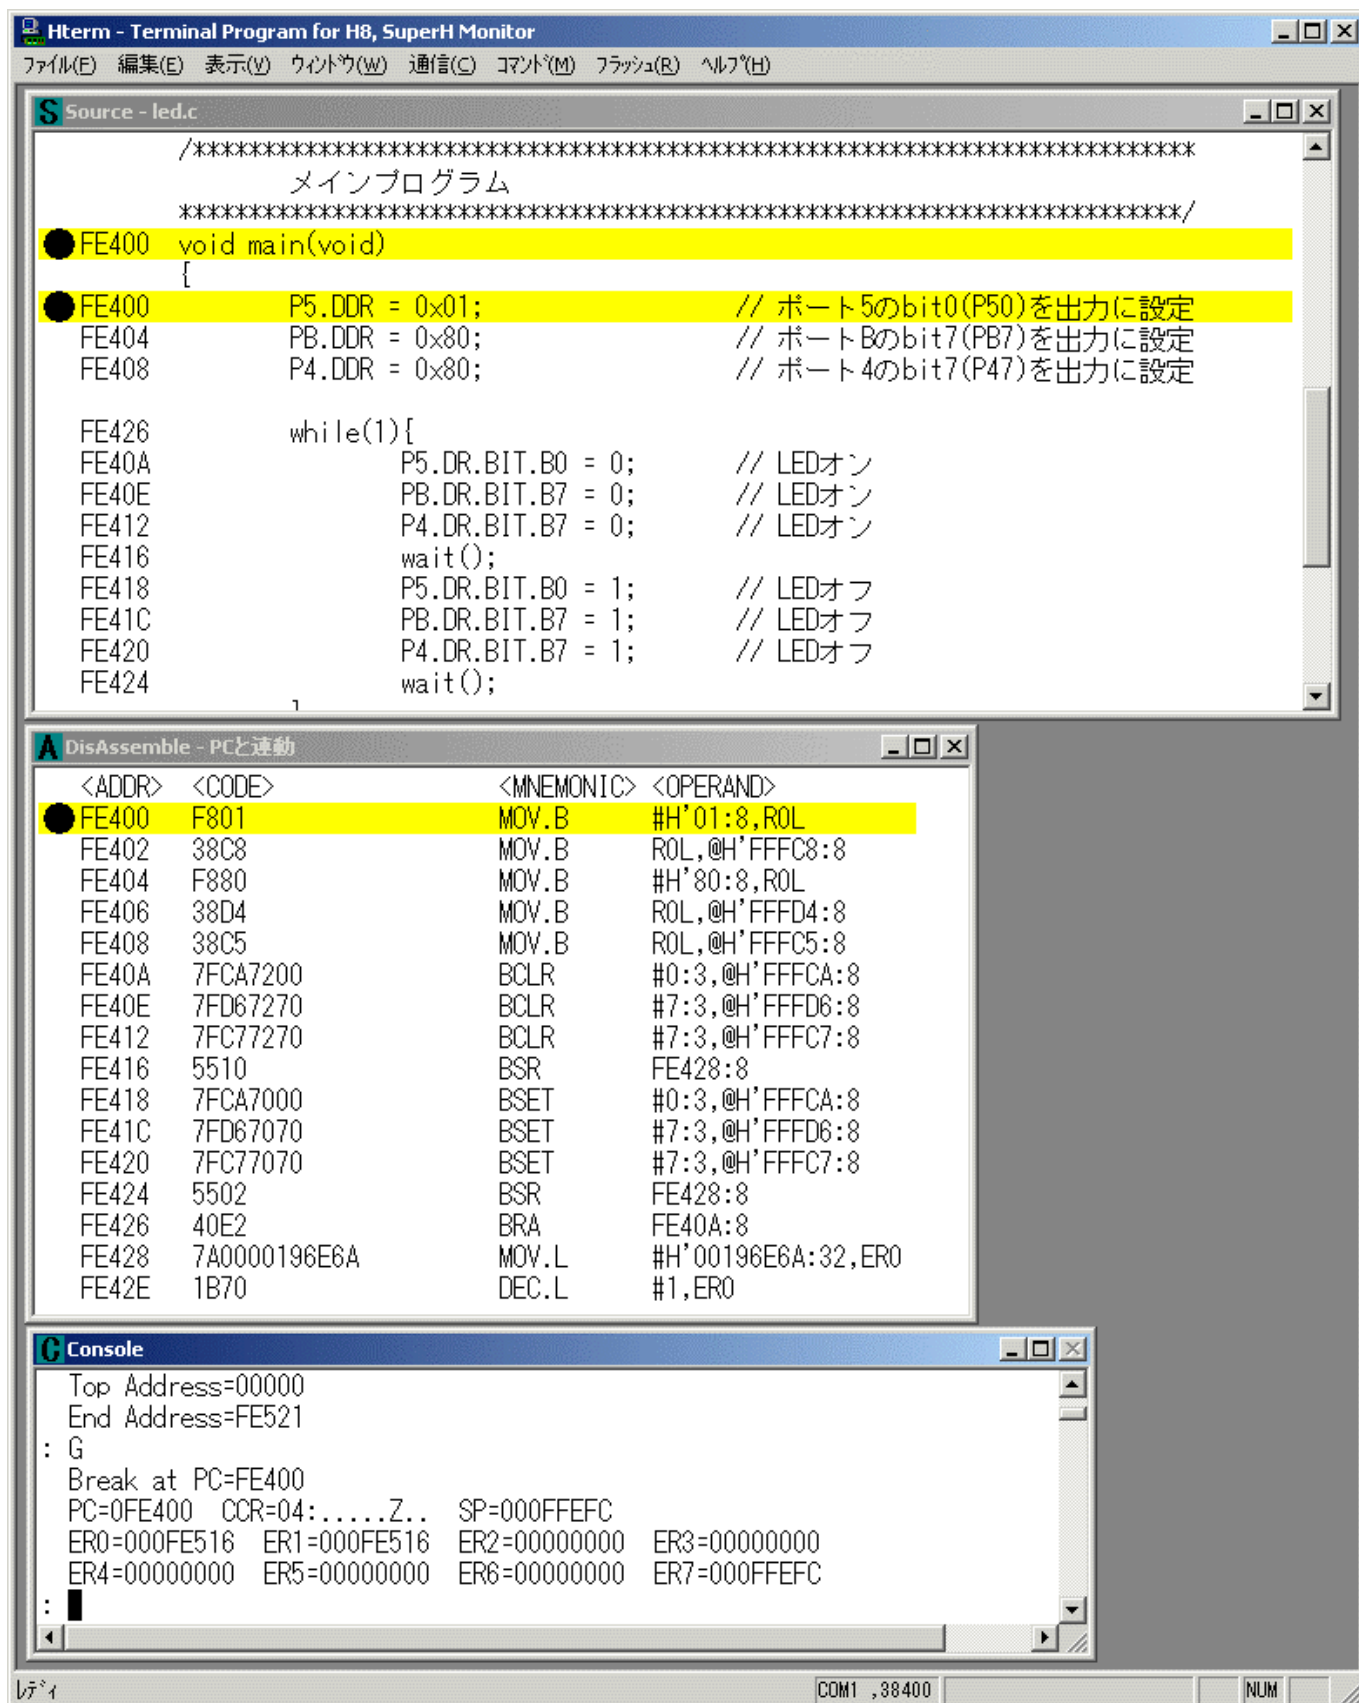 Hterm - Terminal Program for H8, SuperH Monitor
ﾌｧｲﾙ(F) 編集(E) 表示(V) ｳｨﾝﾄﾞｳ(W) 通信(C) ｺﾏﾝﾄﾞ(M) ﾌﾗｯｼｭ(R) ﾍﾙﾌﾟ(H)
S Source - led.c
/**************************************************************************
メインプログラム
**************************************************************************/
FE400 void main(void)
{
FE400 P5.DDR = 0x01; // ポート5のbit0(P50)を出力に設定
FE404 PB.DDR = 0x80; // ポートBのbit7(PB7)を出力に設定
FE408 P4.DDR = 0x80; // ポート4のbit7(P47)を出力に設定
FE426 while(1){
FE40A P5.DR.BIT.B0 = 0; // LEDオン
FE40E PB.DR.BIT.B7 = 0; // LEDオン
FE412 P4.DR.BIT.B7 = 0; // LEDオン
FE416 wait();
FE418 P5.DR.BIT.B0 = 1; // LEDオフ
FE41C PB.DR.BIT.B7 = 1; // LEDオフ
FE420 P4.DR.BIT.B7 = 1; // LEDオフ
FE424 wait();
A DisAssemble - PCと連動
<ADDR> <CODE> <MNEMONIC> <OPERAND>
FE400 F801 MOV.B #H'01:8,R0L
FE402 38C8 MOV.B R0L,@H'FFFC8:8
FE404 F880 MOV.B #H'80:8,R0L
FE406 38D4 MOV.B R0L,@H'FFFD4:8
FE408 38C5 MOV.B R0L,@H'FFFC5:8
FE40A 7FCA7200 BCLR #0:3,@H'FFFCA:8
FE40E 7FD67270 BCLR #7:3,@H'FFFD6:8
FE412 7FC77270 BCLR #7:3,@H'FFFC7:8
FE416 5510 BSR FE428:8
FE418 7FCA7000 BSET #0:3,@H'FFFCA:8
FE41C 7FD67070 BSET #7:3,@H'FFFD6:8
FE420 7FC77070 BSET #7:3,@H'FFFC7:8
FE424 5502 BSR FE428:8
FE426 40E2 BRA FE40A:8
FE428 7A0000196E6A MOV.L #H'00196E6A:32,ER0
FE42E 1B70 DEC.L #1,ER0
C Console
Top Address=00000
End Address=FE521
: G
Break at PC=FE400
PC=0FE400 CCR=04:.....Z.. SP=000FFEFC
ER0=000FE516 ER1=000FE516 ER2=00000000 ER3=00000000
ER4=00000000 ER5=00000000 ER6=00000000 ER7=000FFEFC
:
ﾚﾃﾞｨ COM1 ,38400 NUM